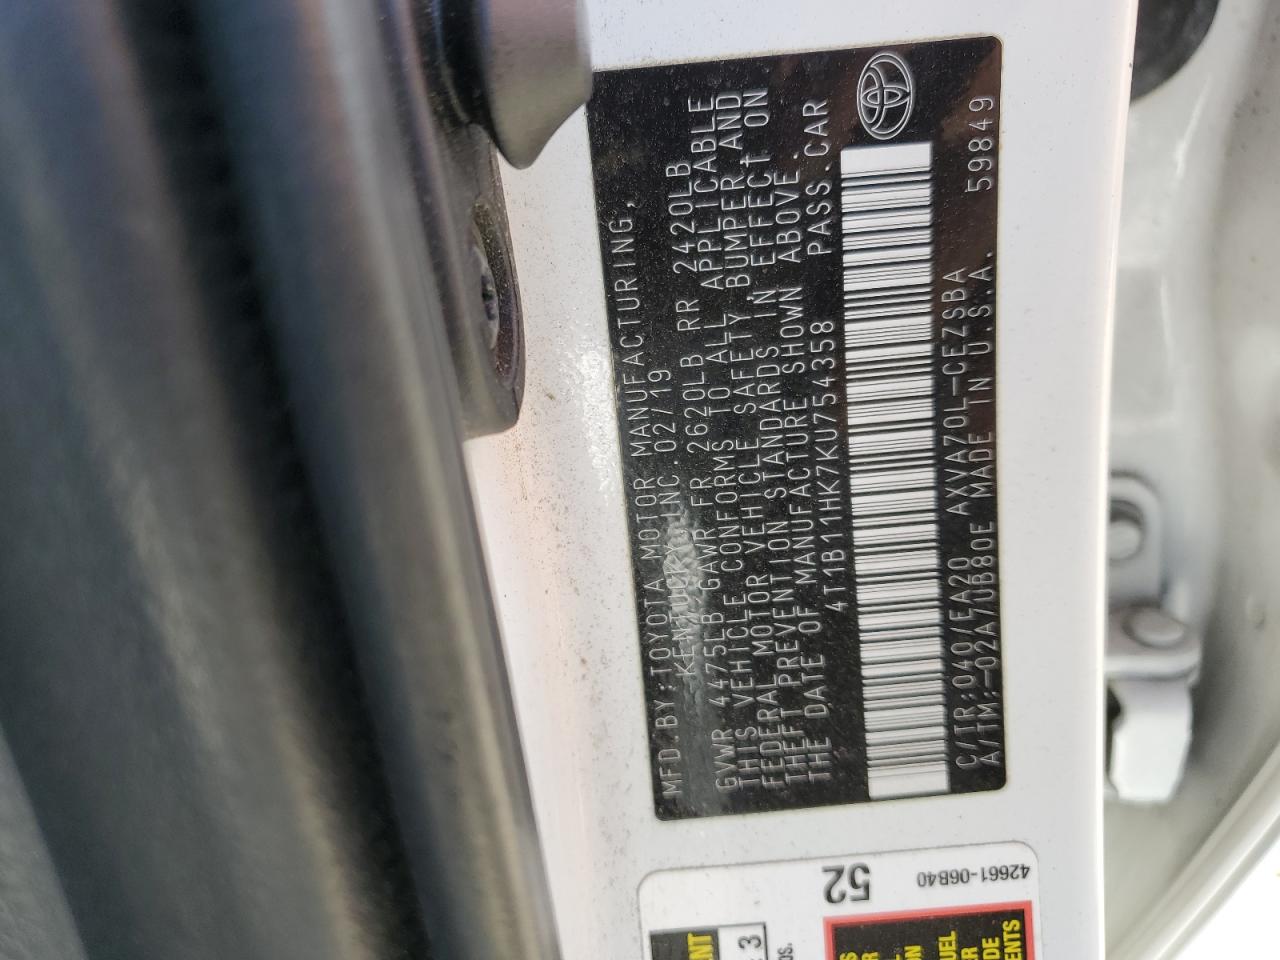 MFD.BY:TOYOTA MOTOR MANUFACTURING,
KENTUCKY,INC. 02/19
GVWR 4475LB GAWR FR 2620LB RR 2420LB
THIS VEHICLE CONFORMS TO ALL APPLICABLE
FEDERAL MOTOR VEHICLE SAFETY, BUMPER,AND
THEFT PREVENTION STANDARDS IN EFFECT ON
THE DATE OF MANUFACTURE SHOWN ABOVE.
4T1B11HK7KU754358 PASS.CAR
C/TR:040/EA20 AXVA70L-CEZSBA
A/TM:-02A/UB80E MADE IN U.S.A. 59849
52
42661-06B40
3